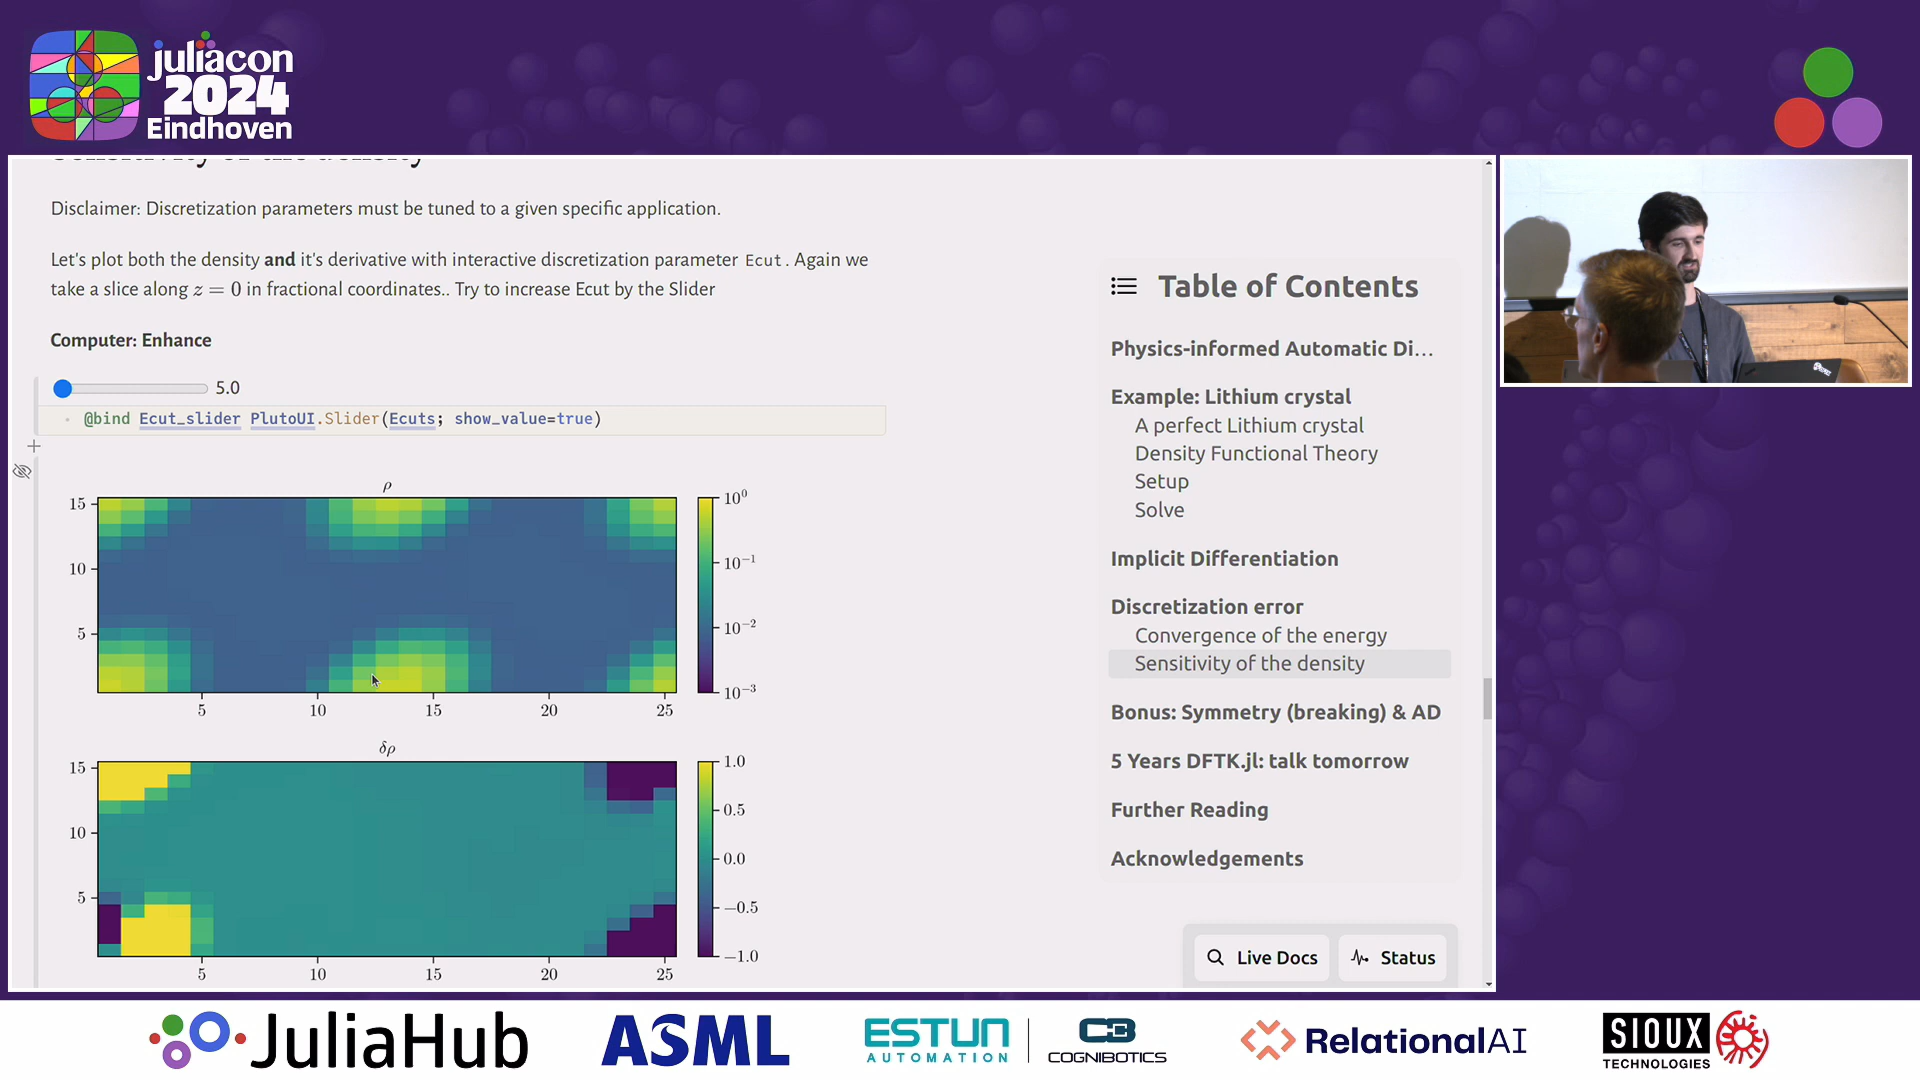 juliacon
2024
Eindhoven
Sensitivity of the density
Disclaimer: Discretization parameters must be tuned to a given specific application.
Let's plot both the density and it's derivative with interactive discretization parameter Ecut. Again we
take a slice along z = 0 in fractional coordinates.. Try to increase Ecut by the Slider
Computer: Enhance
5.0
@bind Ecut_slider PlutoUI.Slider(Ecuts; show_value=true)
ρ
15
10
5
5 10 15 20 25
10⁰
10⁻¹
10⁻²
10⁻³
δρ
15
10
5
5 10 15 20 25
1.0
0.5
0.0
−0.5
−1.0
Table of Contents
Physics-informed Automatic Di...
Example: Lithium crystal
A perfect Lithium crystal
Density Functional Theory
Setup
Solve
Implicit Differentiation
Discretization error
Convergence of the energy
Sensitivity of the density
Bonus: Symmetry (breaking) & AD
5 Years DFTK.jl: talk tomorrow
Further Reading
Acknowledgements
Live Docs
Status
JuliaHub
ASML
ESTUN
AUTOMATION
COGNIBOTICS
RelationalAI
SIOUX
TECHNOLOGIES